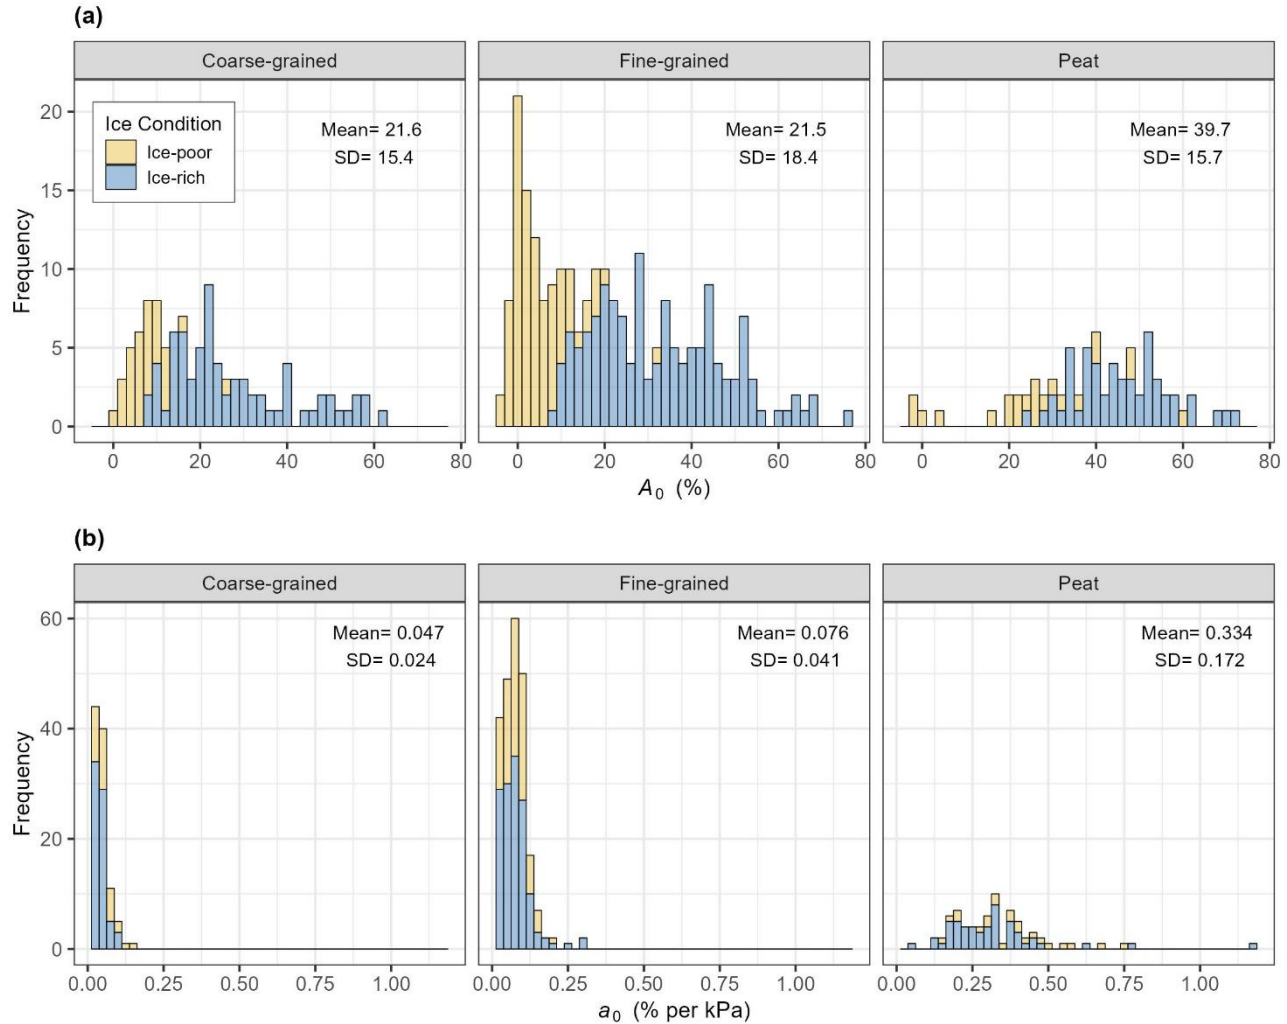 (a)
Coarse-grained
Fine-grained
Peat
Ice Condition
Ice-poor
Ice-rich
Mean= 21.6
SD= 15.4
Mean= 21.5
SD= 18.4
Mean= 39.7
SD= 15.7
Frequency
20
15
10
5
0
0 20 40 60 80
0 20 40 60 80
0 20 40 60 80
A₀ (%)
(b)
Coarse-grained
Fine-grained
Peat
Mean= 0.047
SD= 0.024
Mean= 0.076
SD= 0.041
Mean= 0.334
SD= 0.172
Frequency
60
40
20
0
0.00 0.25 0.50 0.75 1.00
0.00 0.25 0.50 0.75 1.00
0.00 0.25 0.50 0.75 1.00
a₀ (% per kPa)